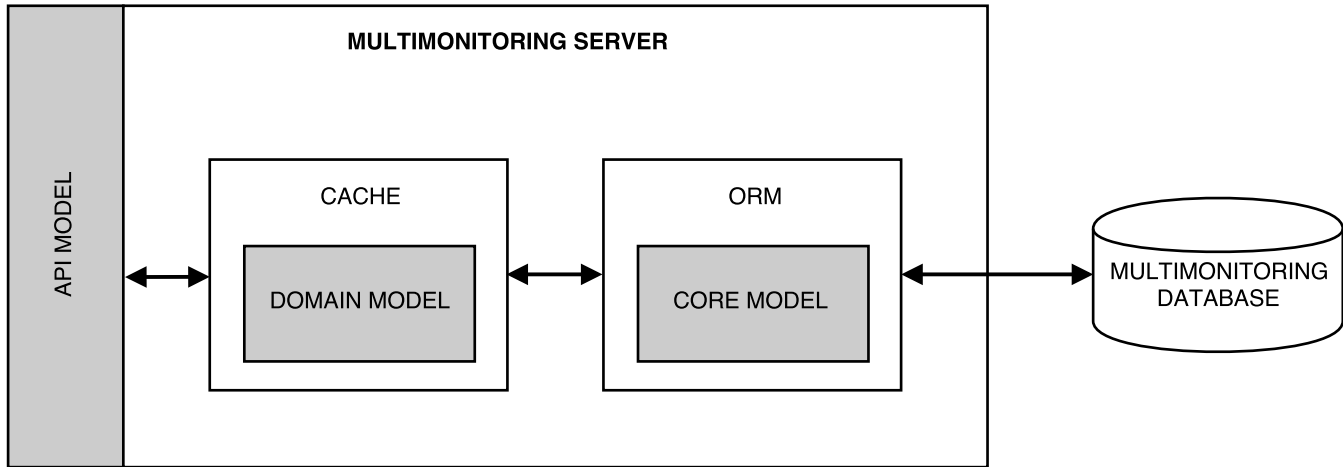 MULTIMONITORING SERVER
API MODEL
CACHE
DOMAIN MODEL
ORM
CORE MODEL
MULTIMONITORING
DATABASE